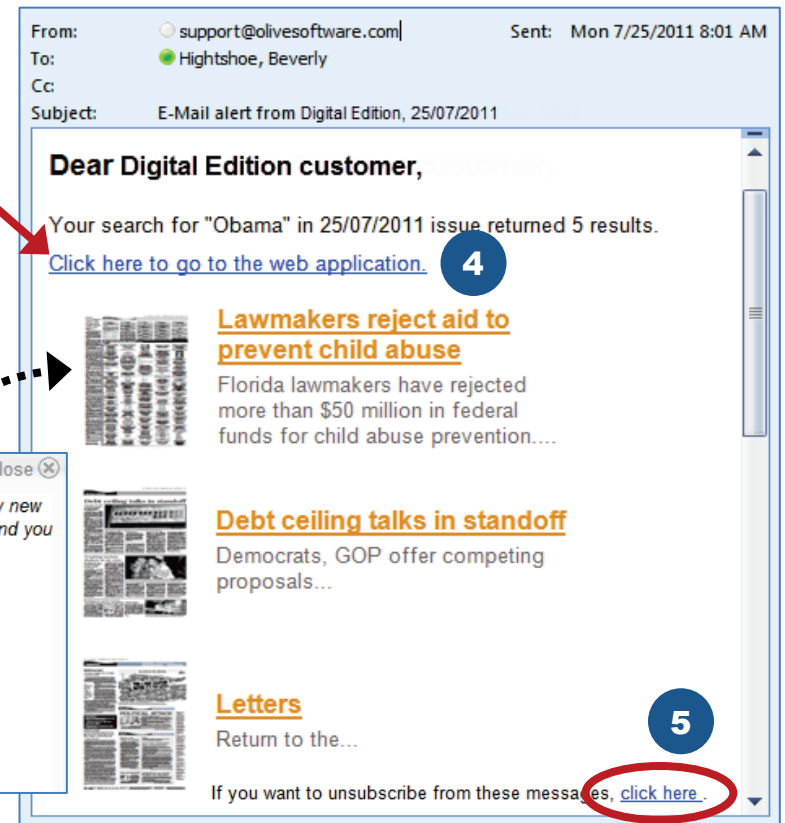 From: support@olivesoftware.com Sent: Mon 7/25/2011 8:01 AM
To: Hightshoe, Beverly
Cc:
Subject: E-Mail alert from Digital Edition, 25/07/2011
Dear Digital Edition customer,
Your search for "Obama" in 25/07/2011 issue returned 5 results.
Click here to go to the web application. 4
Lawmakers reject aid to
prevent child abuse
Florida lawmakers have rejected
more than $50 million in federal
funds for child abuse prevention....
lose
new
nd you
Debt ceiling talks in standoff
Democrats, GOP offer competing
proposals...
Letters
Return to the...
5
If you want to unsubscribe from these messages, click here .